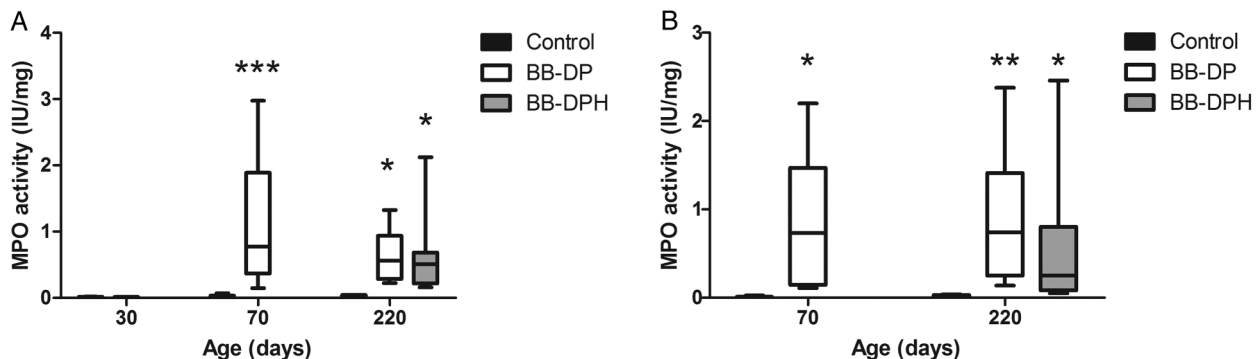 A
MPO activity (IU/mg)
4
3
2
1
0
***
*
*
30
70
220
Age (days)
Control
BB-DP
BB-DPH
B
MPO activity (IU/mg)
3
2
1
0
*
**
*
70
220
Age (days)
Control
BB-DP
BB-DPH